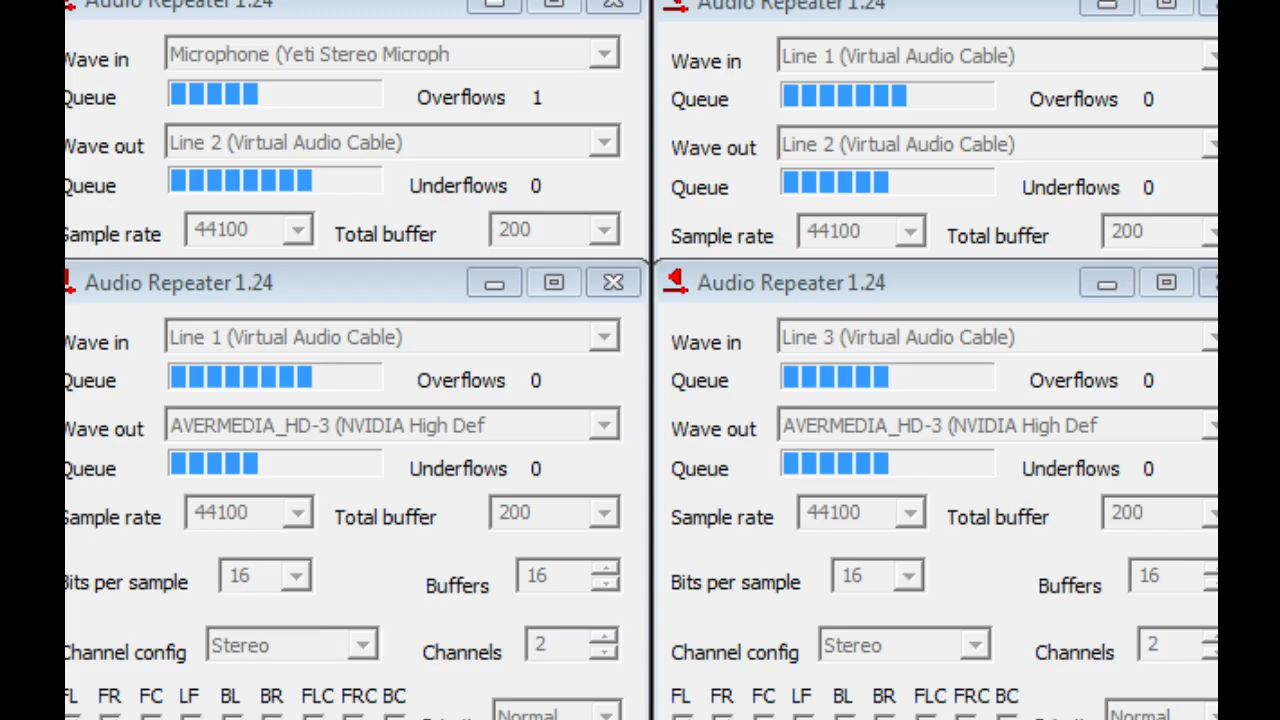 Audio Repeater 1.24
Wave in Microphone (Yeti Stereo Microph
Queue Overflows 1
Wave out Line 2 (Virtual Audio Cable)
Queue Underflows 0
Sample rate 44100 Total buffer 200
Audio Repeater 1.24
Wave in Line 1 (Virtual Audio Cable)
Queue Overflows 0
Wave out Line 2 (Virtual Audio Cable)
Queue Underflows 0
Sample rate 44100 Total buffer 200
Audio Repeater 1.24
Wave in Line 1 (Virtual Audio Cable)
Queue Overflows 0
Wave out AVERMEDIA_HD-3 (NVIDIA High Def
Queue Underflows 0
Sample rate 44100 Total buffer 200
Bits per sample 16 Buffers 16
Channel config Stereo Channels 2
FL FR FC LF BL BR FLC FRC BC
Normal
Audio Repeater 1.24
Wave in Line 3 (Virtual Audio Cable)
Queue Overflows 0
Wave out AVERMEDIA_HD-3 (NVIDIA High Def
Queue Underflows 0
Sample rate 44100 Total buffer 200
Bits per sample 16 Buffers 16
Channel config Stereo Channels 2
FL FR FC LF BL BR FLC FRC BC
Normal